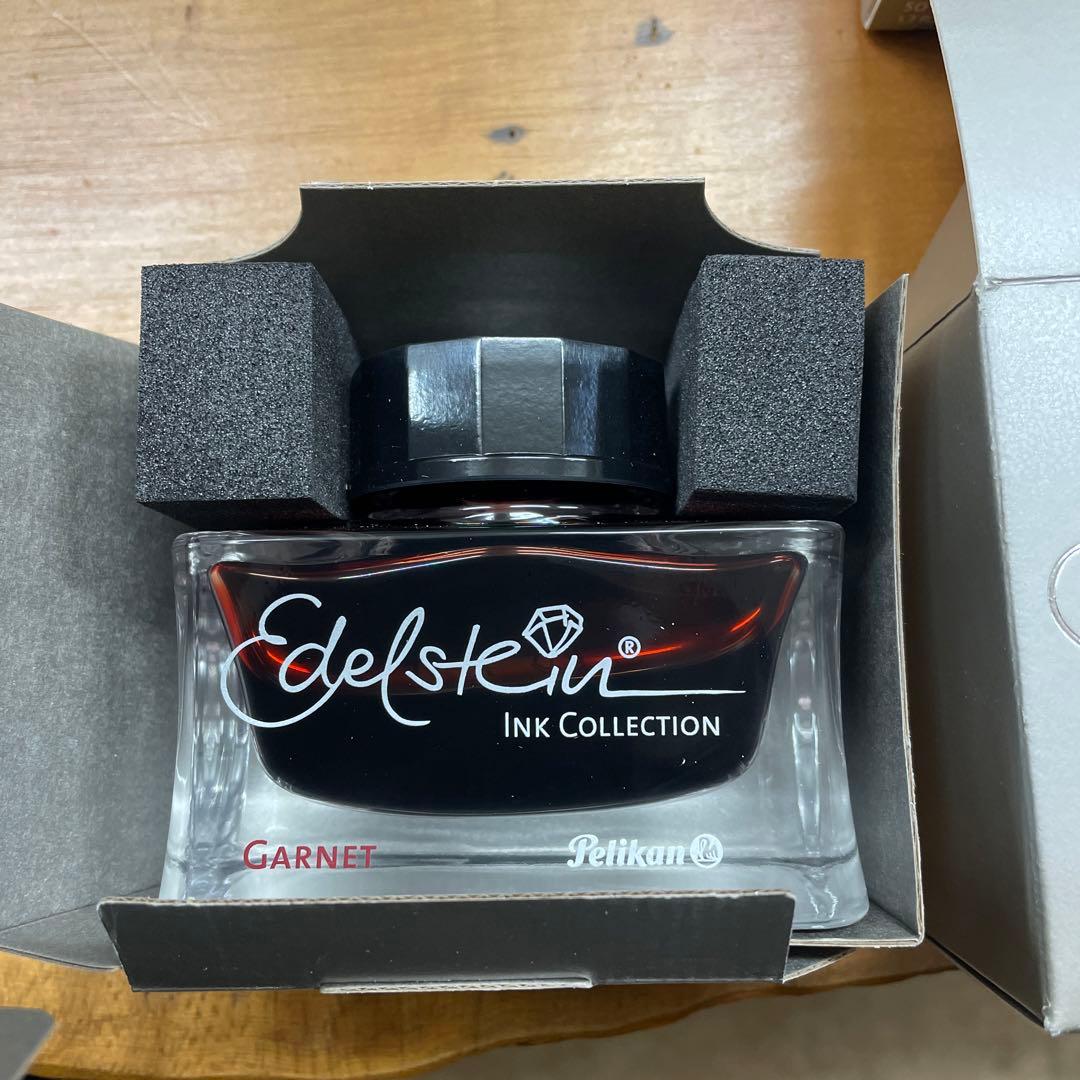 Edelstein®
INK COLLECTION
GARNET
Pelikan